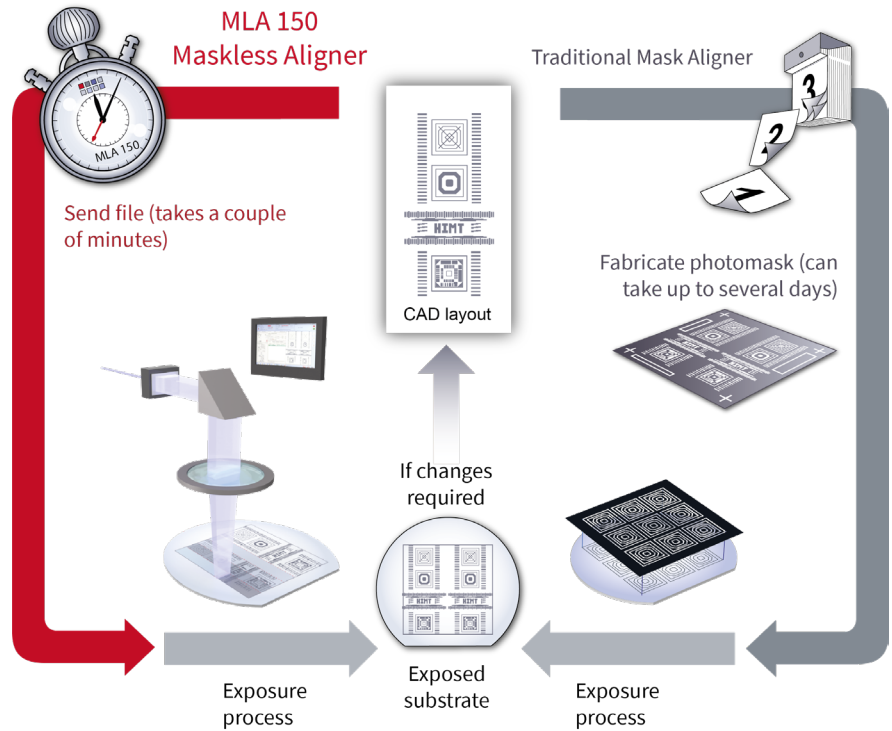 MLA 150
Maskless Aligner
Traditional Mask Aligner
3
2
1
MLA 150
Send file (takes a couple
of minutes)
HIMT
CAD layout
Fabricate photomask (can
take up to several days)
HIMT
If changes
required
HIMT HIMT
Exposed
substrate
Exposure
process
Exposure
process